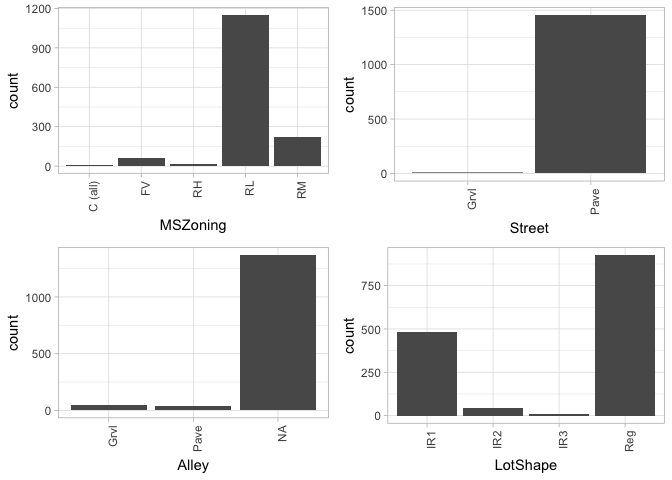 1200
900
600
300
0
count
C (all)
FV
RH
RL
RM
MSZoning
1500
1000
500
0
count
Grvl
Pave
Street
1000
500
0
count
Grvl
Pave
NA
Alley
750
500
250
0
count
IR1
IR2
IR3
Reg
LotShape